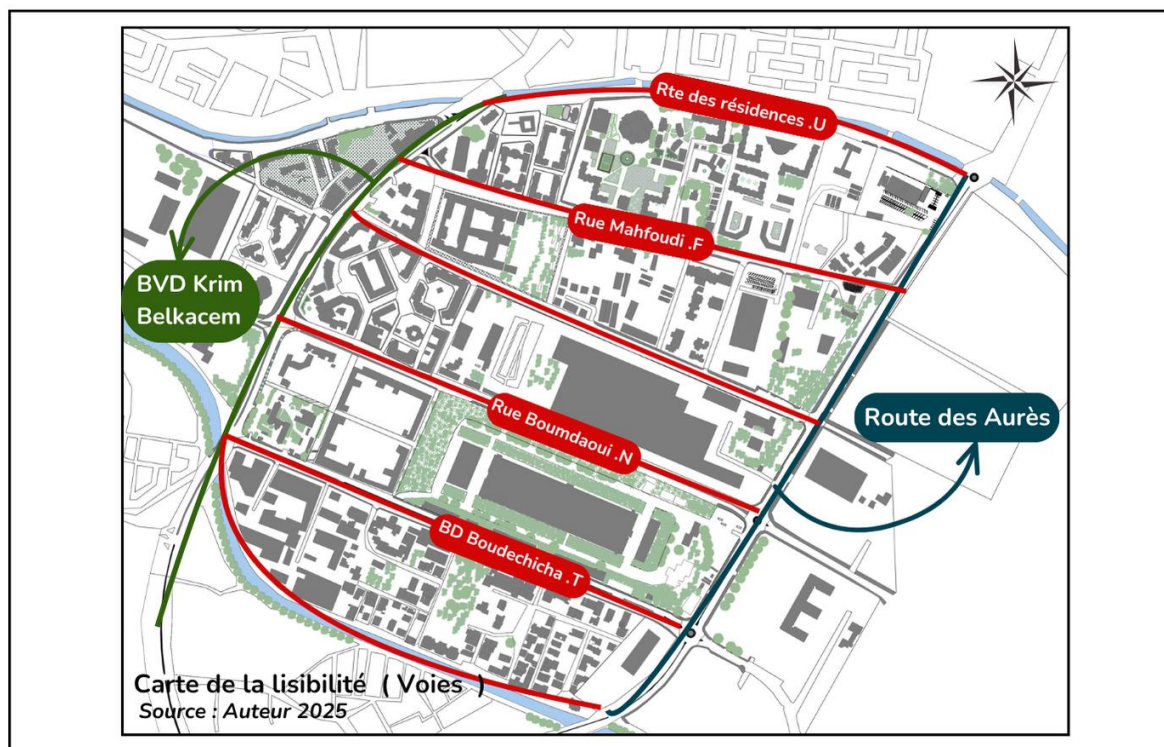 Rte des résidences .U
Rue Mahfoudi .F
BVD Krim
Belkacem
Rue Boumdaoui .N
Route des Aurès
BD Boudechicha .T
Carte de la lisibilité ( Voies )
Source : Auteur 2025